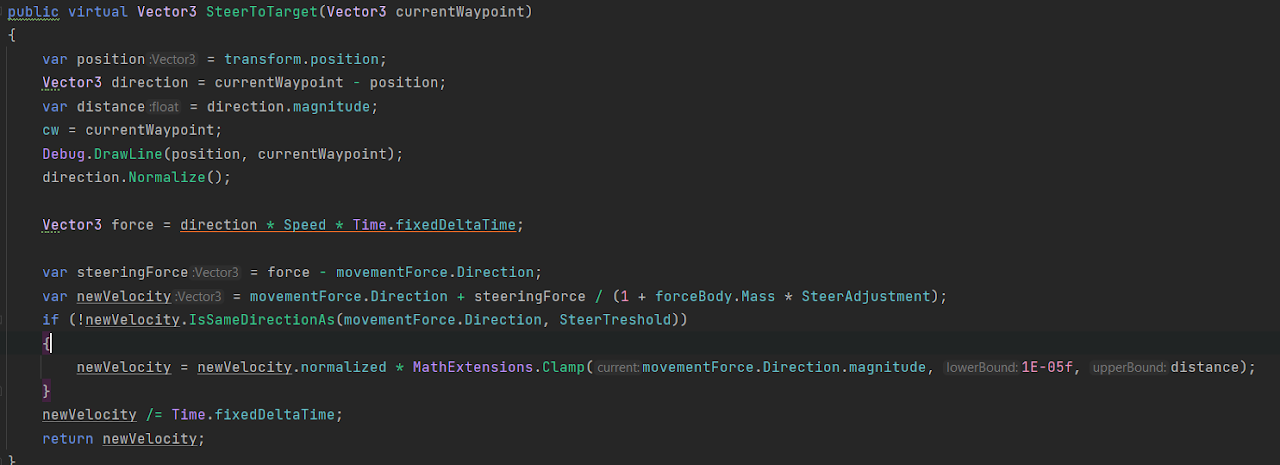 public virtual Vector3 SteerToTarget(Vector3 currentWaypoint)
{
var position :Vector3 = transform.position;
Vector3 direction = currentWaypoint - position;
var distance :float = direction.magnitude;
cw = currentWaypoint;
Debug.DrawLine(position, currentWaypoint);
direction.Normalize();
Vector3 force = direction * Speed * Time.fixedDeltaTime;
var steeringForce :Vector3 = force - movementForce.Direction;
var newVelocity :Vector3 = movementForce.Direction + steeringForce / (1 + forceBody.Mass * SteerAdjustment);
if (!newVelocity.IsSameDirectionAs(movementForce.Direction, SteerTreshold))
{
newVelocity = newVelocity.normalized * MathExtensions.Clamp( current: movementForce.Direction.magnitude, lowerBound: 1E-05f, upperBound: distance);
}
newVelocity /= Time.fixedDeltaTime;
return newVelocity;
}